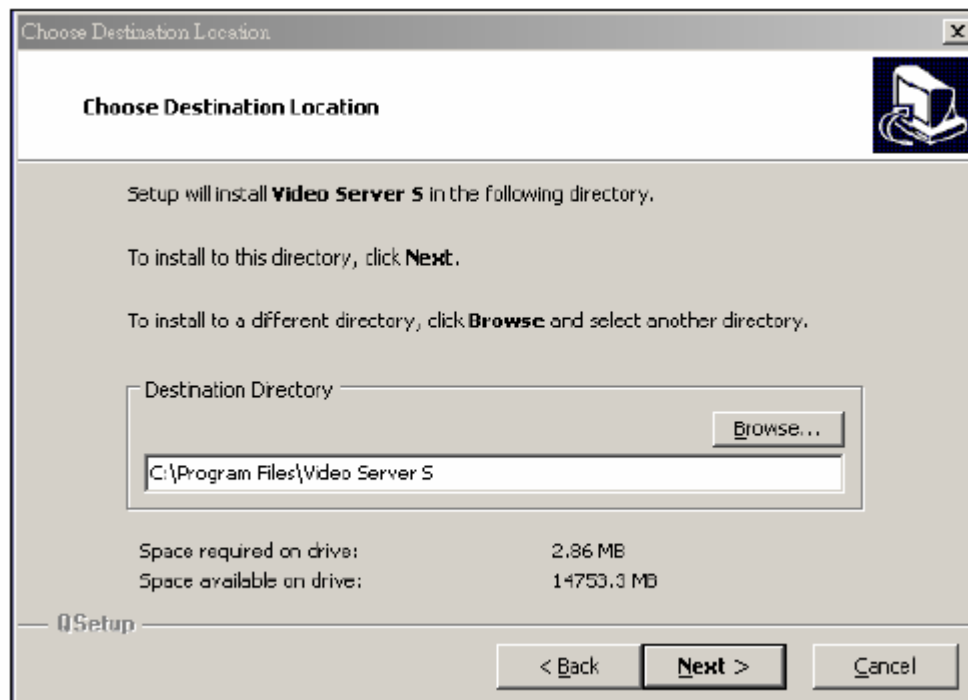 Choose Destination Location
Choose Destination Location
Setup will install Video Server S in the following directory.
To install to this directory, click Next.
To install to a different directory, click Browse and select another directory.
Destination Directory
Browse...
C:\Program Files\Video Server S
Space required on drive: 2.86 MB
Space available on drive: 14753.3 MB
QSetup
< Back Next > Cancel